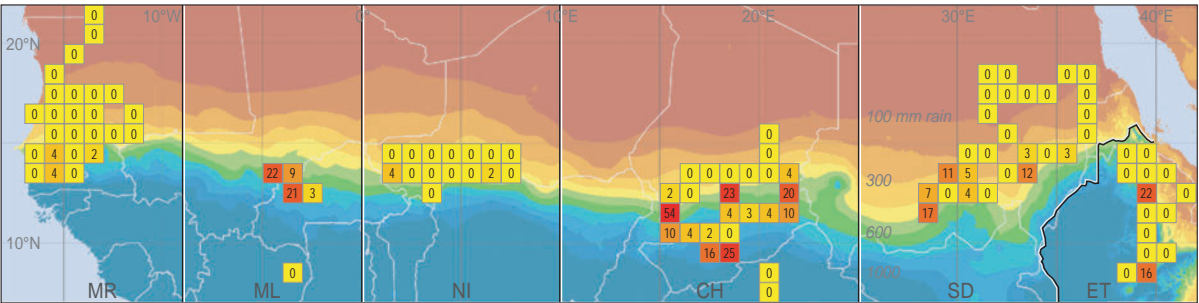 0 10°W 0° 10°E 20°E 30°E 40°E
0
20°N
0
0 0 0 0 0
0 0 0 0 0 0 0 0 0
0 0 0 0 0 100 mm rain 0 0
0 0 0 0 0 0 0 0
0 4 0 2 0 0 0 0 0 0 0 0 0 0 3 0 3 0 0
0 4 0 22 9 4 0 0 0 0 2 0 0 0 0 0 0 4 300 11 5 0 12 0 0 0
21 3 0 2 0 23 20 7 0 4 0 22 0
54 4 3 4 10 17 0 0
10 4 2 0 600 0
10°N
16 25 0 0
0 0 1000 0 16
MR ML NI CH 0 SD ET